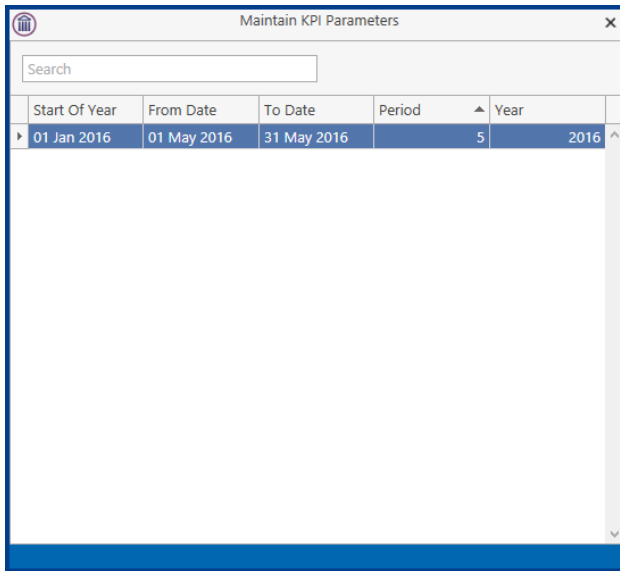 Maintain KPI Parameters
Search
Start Of Year From Date To Date Period Year
01 Jan 2016 01 May 2016 31 May 2016 5 2016